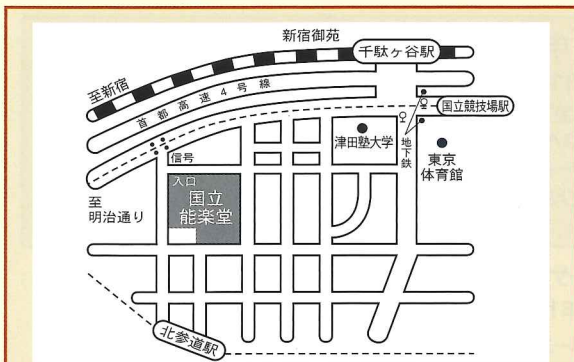 新宿御苑
千駄ヶ谷駅
至新宿
首都高速4号線
国立競技場駅
信号
津田塾大学
地下鉄
東京
体育館
入口
国立
能楽堂
至
明治通り
北参道駅